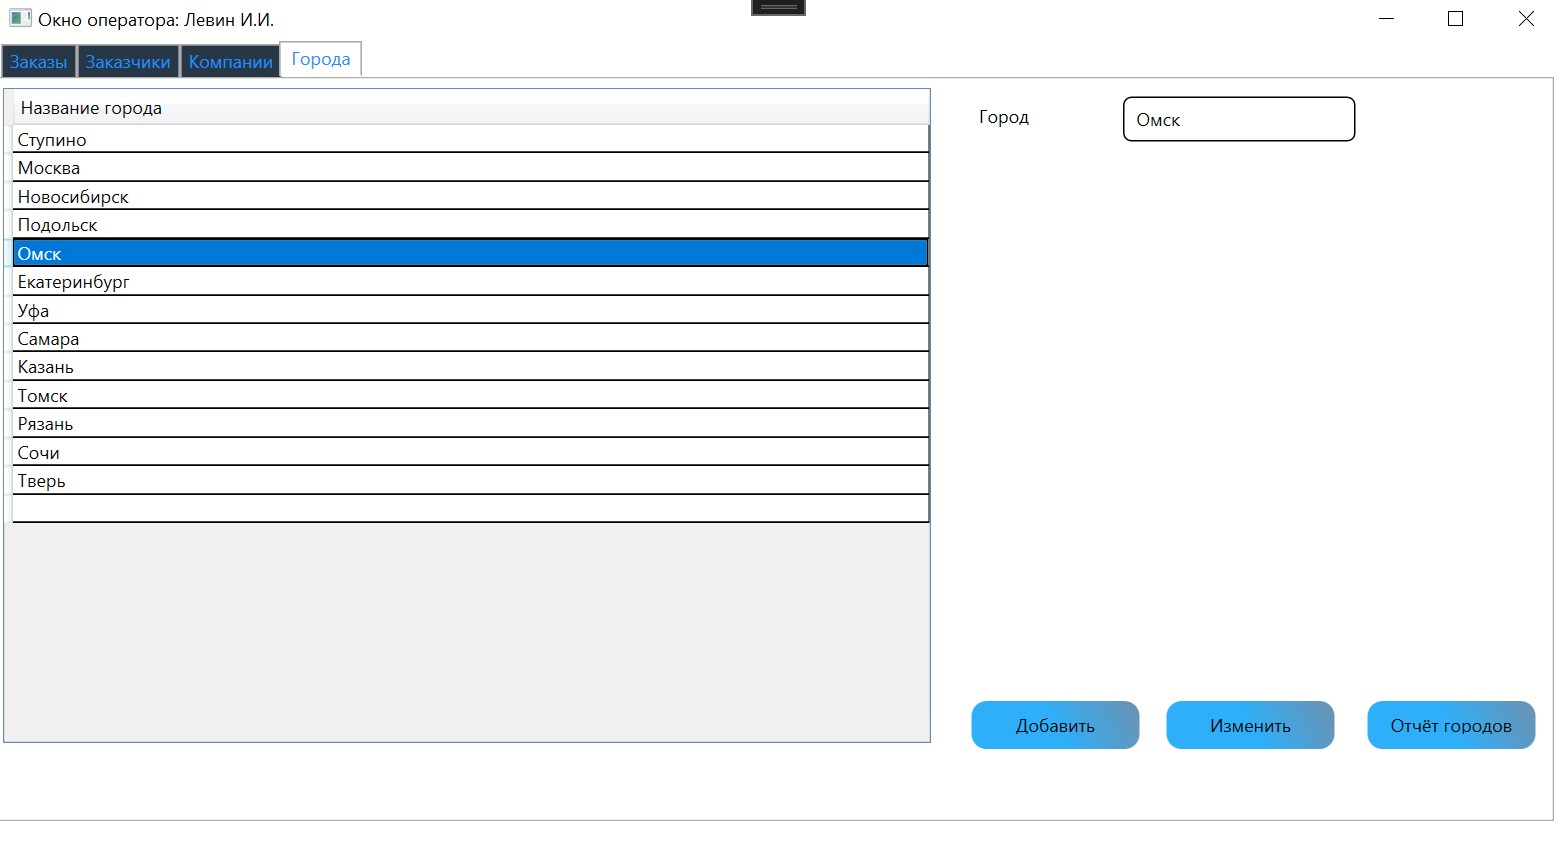 Окно оператора: Левин И.И.
Заказы Заказчики Компании Города
Название города
Ступино
Москва
Новосибирск
Подольск
Омск
Екатеринбург
Уфа
Самара
Казань
Томск
Рязань
Сочи
Тверь
Город Омск
Добавить Изменить Отчёт городов